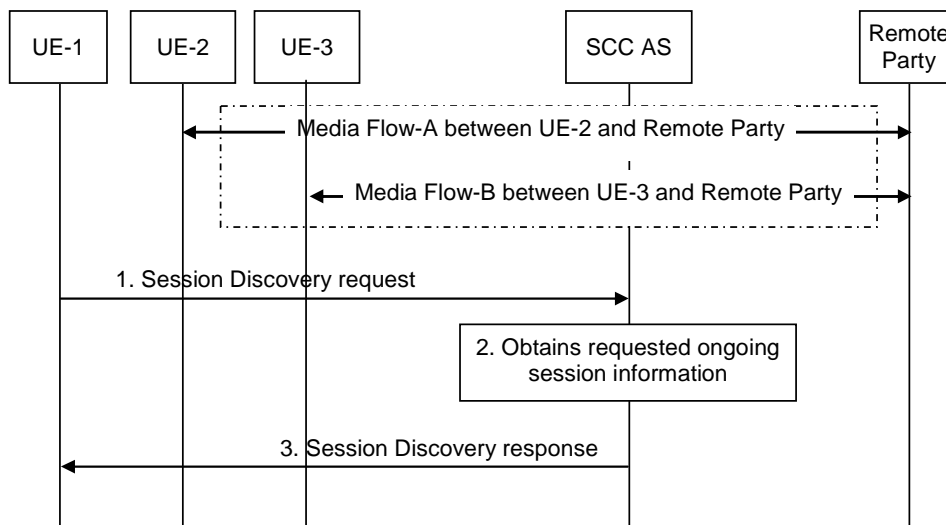 UE-1
UE-2
UE-3
SCC AS
Remote
Party
Media Flow-A between UE-2 and Remote Party
Media Flow-B between UE-3 and Remote Party
1. Session Discovery request
2. Obtains requested ongoing
session information
3. Session Discovery response